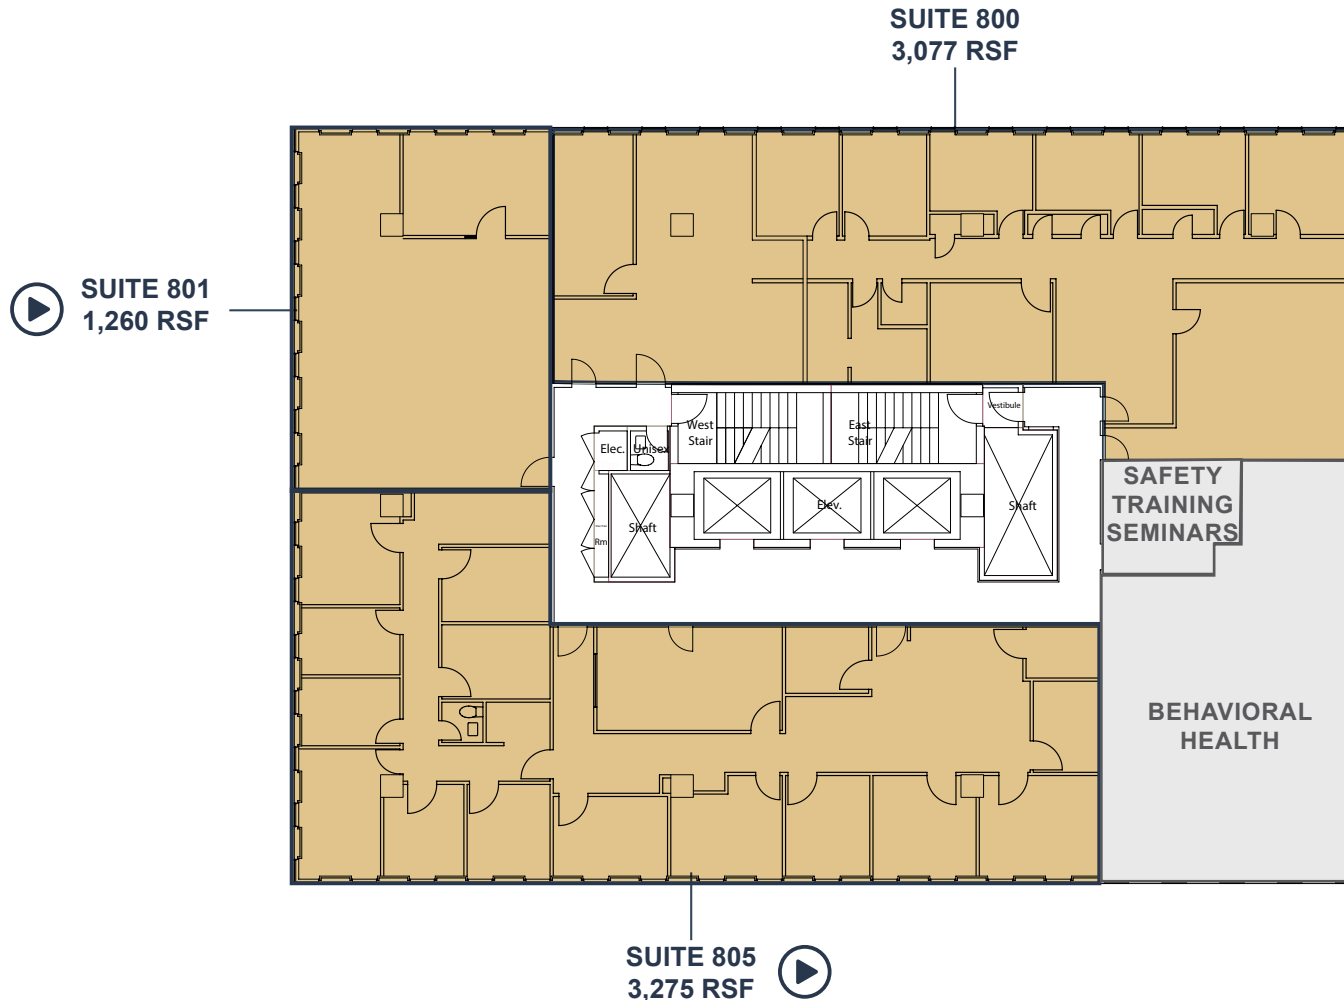 SUITE 800
3,077 RSF
SUITE 801
1,260 RSF
Vestibule
West
Stair
East
Stair
Elec.
Unisex
Shaft
Elev.
Shaft
Rm
SAFETY
TRAINING
SEMINARS
BEHAVIORAL
HEALTH
SUITE 805
3,275 RSF